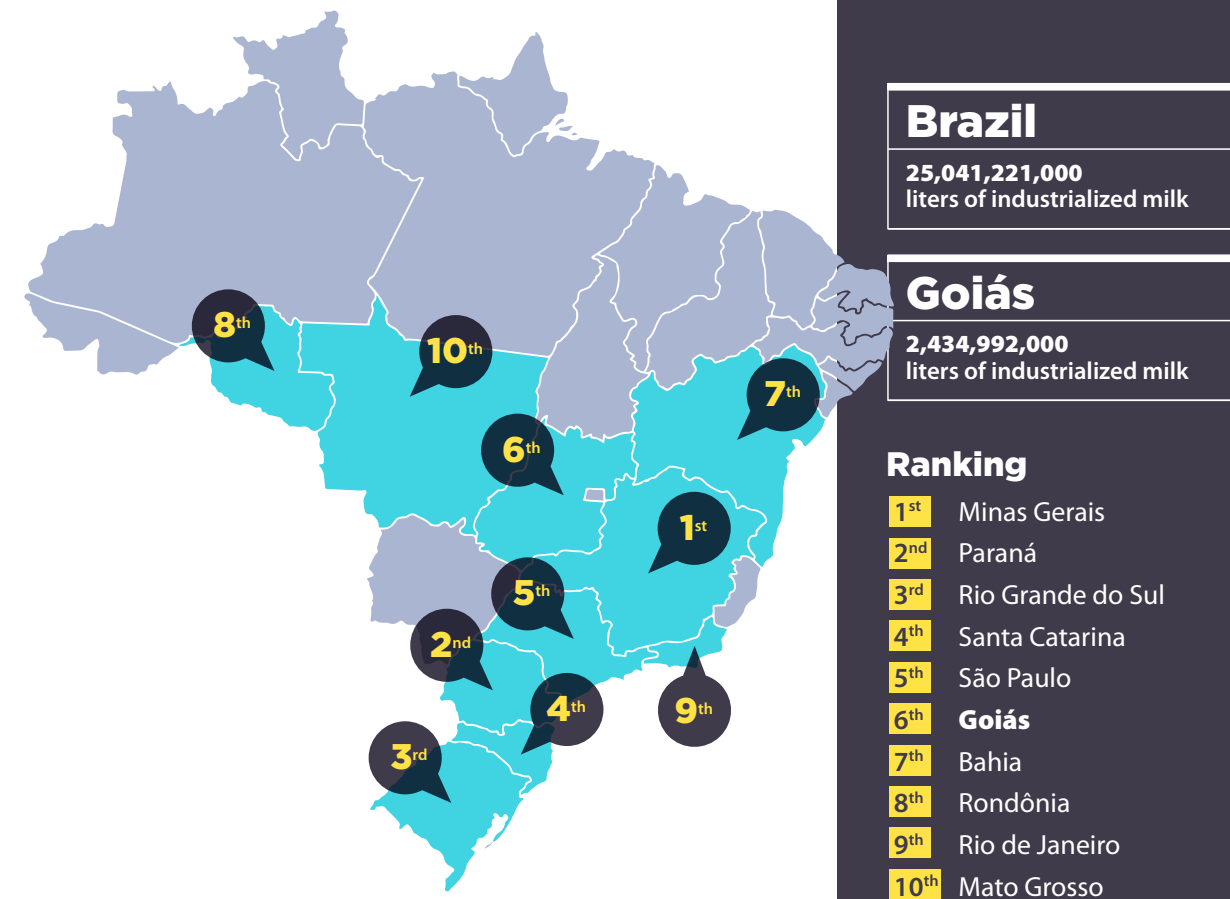 8th
10th
7th
6th
1st
5th
2nd
4th
9th
3rd
Brazil
25,041,221,000
liters of industrialized milk
Goiás
2,434,992,000
liters of industrialized milk
Ranking
1st Minas Gerais
2nd Paraná
3rd Rio Grande do Sul
4th Santa Catarina
5th São Paulo
6th Goiás
7th Bahia
8th Rondônia
9th Rio de Janeiro
10th Mato Grosso